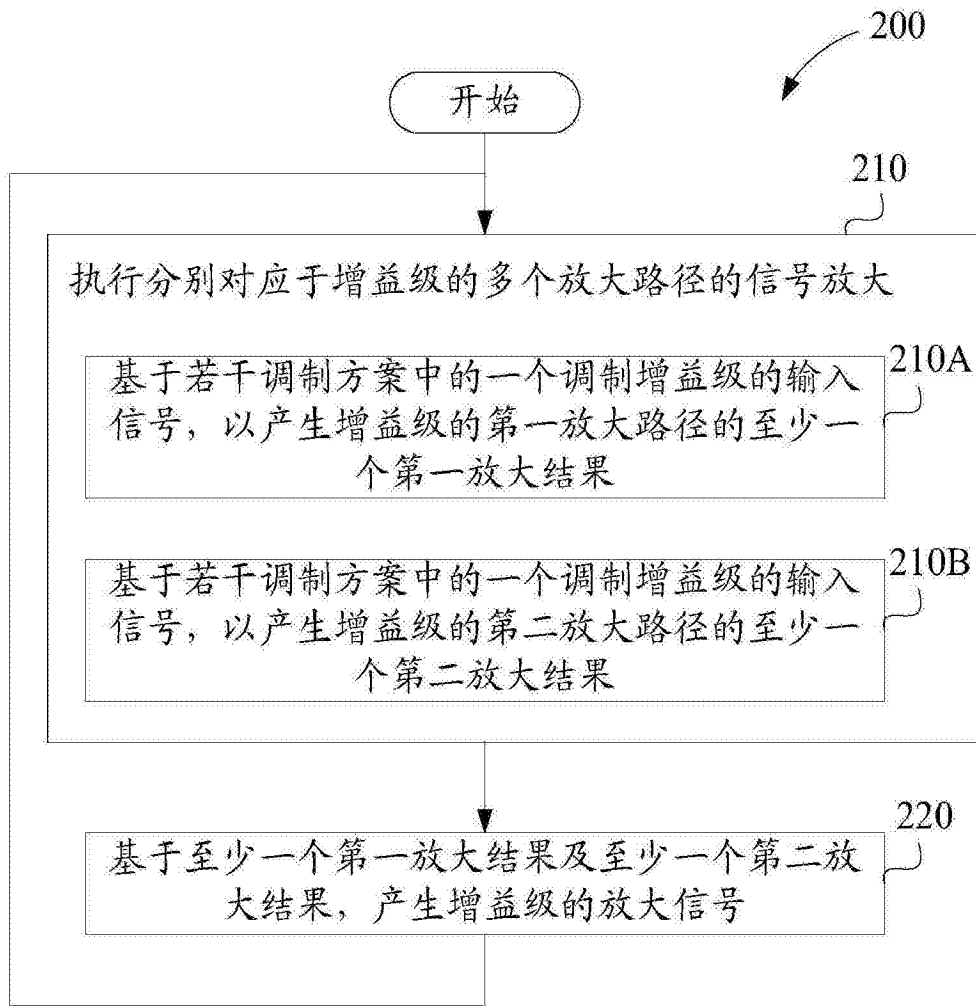 200
开始
210
执行分别对应于增益级的多个放大路径的信号放大
210A
基于若干调制方案中的一个调制增益级的输入
信号，以产生增益级的第一放大路径的至少一
个第一放大结果
210B
基于若干调制方案中的一个调制增益级的输入
信号，以产生增益级的第二放大路径的至少一
个第二放大结果
220
基于至少一个第一放大结果及至少一个第二放
大结果，产生增益级的放大信号